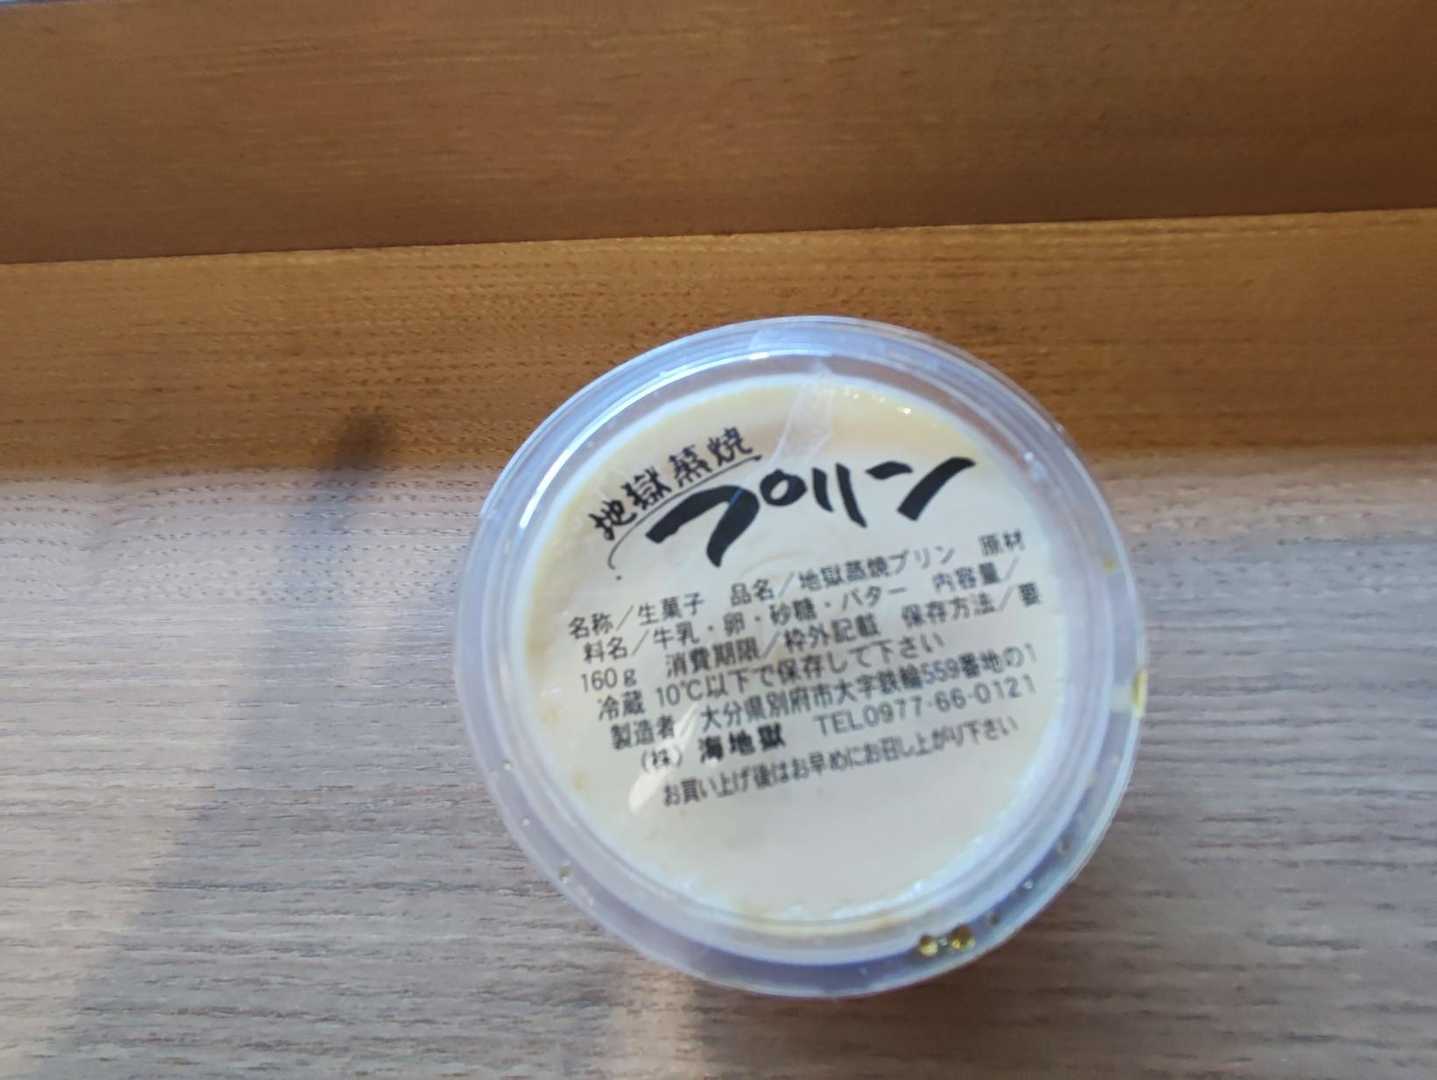 地獄蒸焼
プリン
名称／生菓子　品名／地獄蒸焼プリン　原材
料名／牛乳・卵・砂糖・バター　内容量／
160g　消費期限／枠外記載　保存方法／要
冷蔵 10℃以下で保存して下さい
製造者／大分県別府市大字鉄輪559番地の1
(株) 海地獄　TEL0977-66-0121
お買い上げ後はお早めにお召し上がり下さい